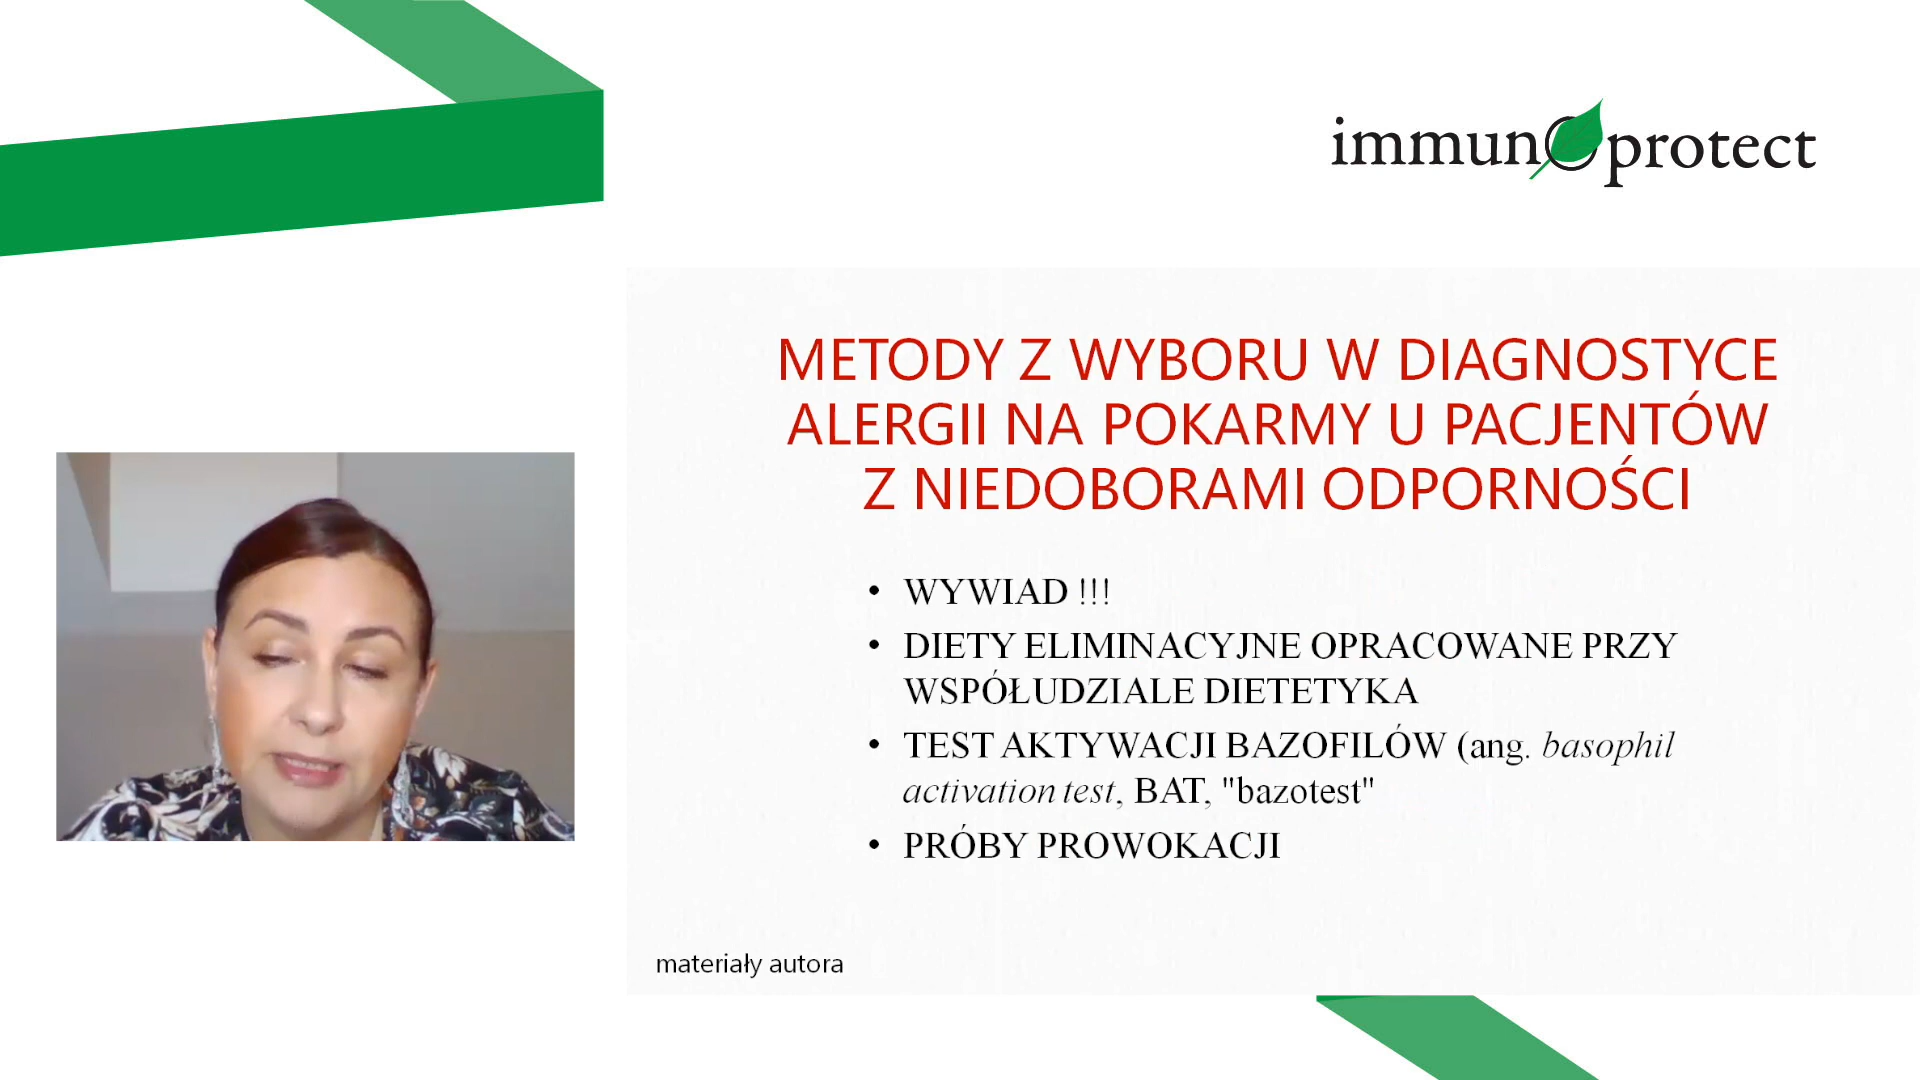 immunoprotect
METODY Z WYBORU W DIAGNOSTYCE
ALERGII NA POKARMY U PACJENTÓW
Z NIEDOBORAMI ODPORNOŚCI
• WYWIAD !!!
• DIETY ELIMINACYJNE OPRACOWANE PRZY
WSPÓŁUDZIALE DIETETYKA
• TEST AKTYWACJI BAZOFILÓW (ang. basophil
activation test, BAT, "bazotest"
• PRÓBY PROWOKACJI
materiały autora